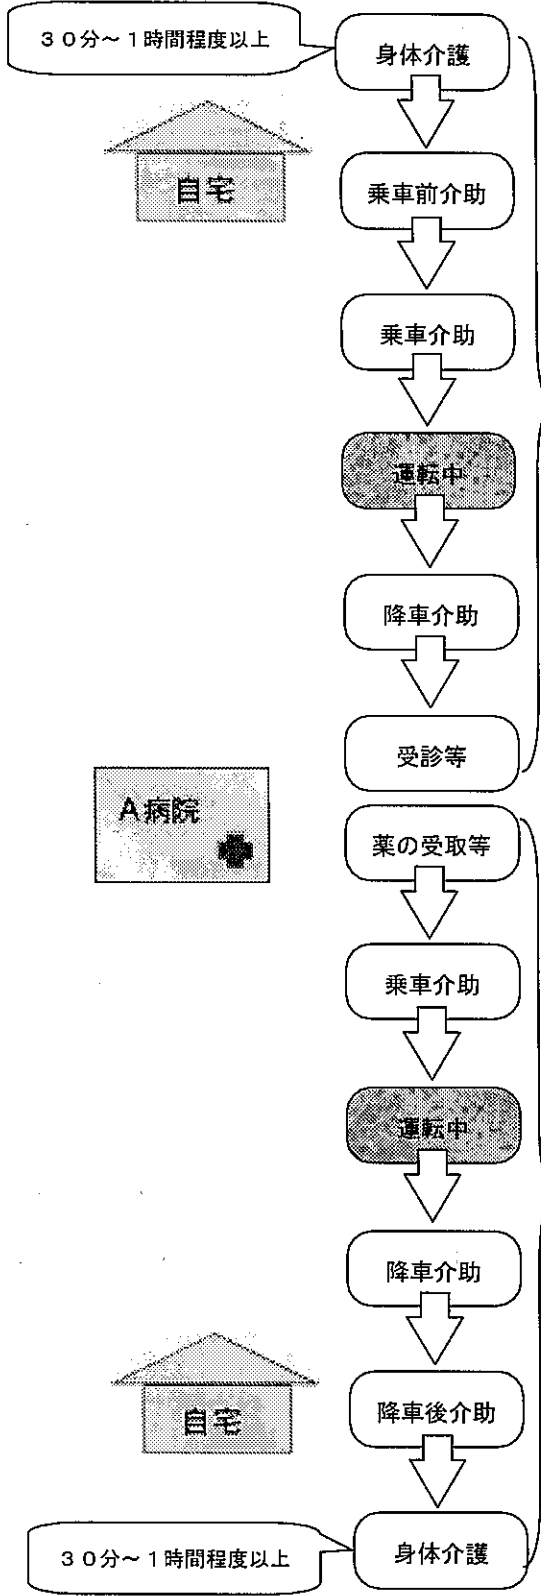 ３０分～１時間程度以上
身体介護
自宅
乗車前介助
乗車介助
運転中
降車介助
受診等
A病院
薬の受取等
乗車介助
運転中
降車介助
自宅
降車後介助
３０分～１時間程度以上
身体介護